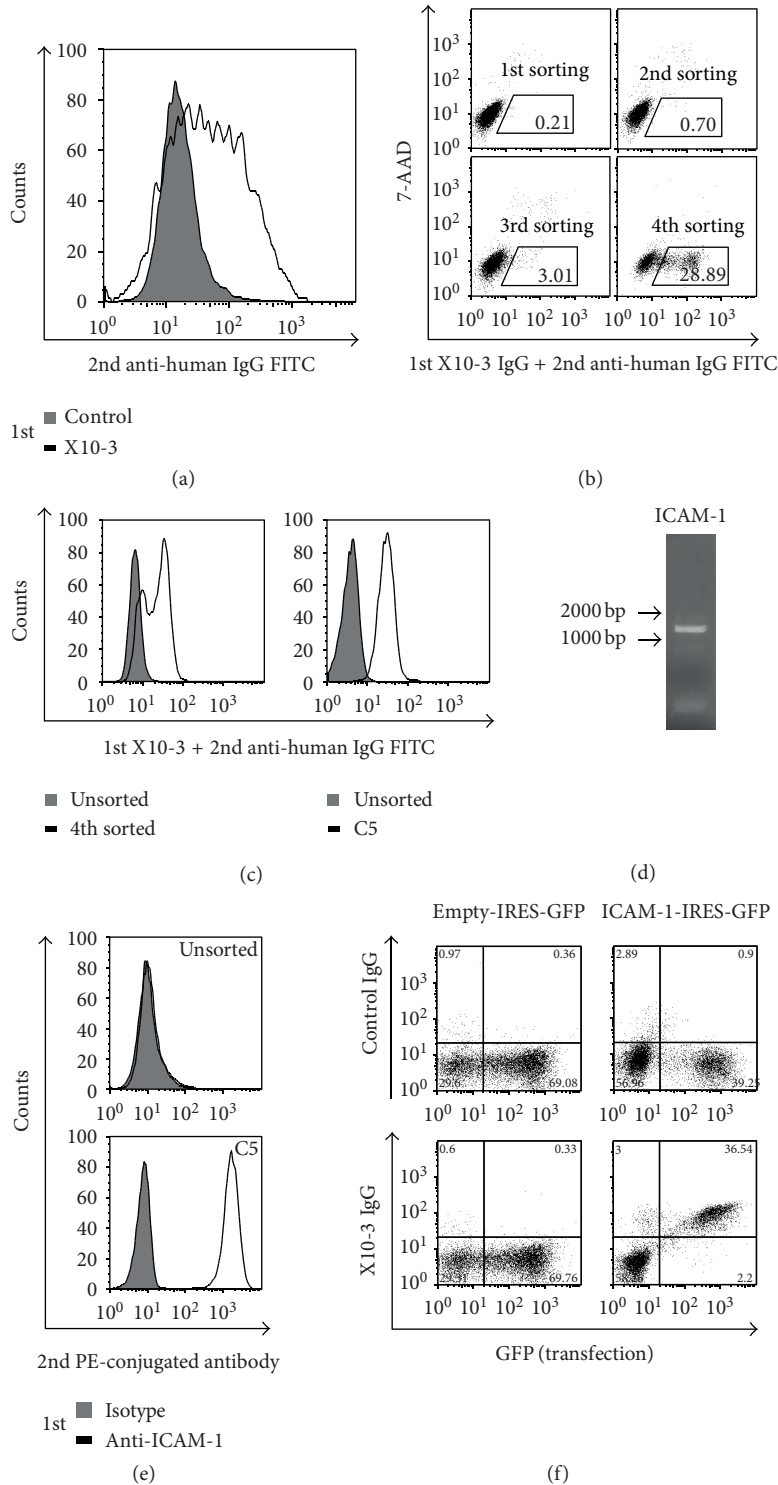 100
80
60
40
20
0
Counts
10^0 10^1 10^2 10^3
2nd anti-human IgG FITC
1st
Control
X10-3
(a)
10^3
10^2
10^1
10^0
1st sorting
0.21
2nd sorting
0.70
7-AAD
10^3
10^2
10^1
10^0
3rd sorting
3.01
4th sorting
28.89
10^0 10^1 10^2 10^3
10^0 10^1 10^2 10^3
1st X10-3 IgG + 2nd anti-human IgG FITC
(b)
100
80
60
40
20
0
Counts
10^0 10^1 10^2 10^3
100
80
60
40
20
0
10^0 10^1 10^2 10^3
1st X10-3 + 2nd anti-human IgG FITC
Unsorted
4th sorted
Unsorted
C5
(c)
ICAM-1
2000 bp
1000 bp
(d)
100
80
60
40
20
0
Unsorted
10^0 10^1 10^2 10^3
Counts
100
80
60
40
20
0
C5
10^0 10^1 10^2 10^3
2nd PE-conjugated antibody
1st
Isotype
Anti-ICAM-1
(e)
Empty-IRES-GFP
ICAM-1-IRES-GFP
Control IgG
10^3
10^2
10^1
10^0
0.97 0.36
29.6 69.08
10^0 10^1 10^2 10^3
2.89 0.9
56.96 39.25
10^0 10^1 10^2 10^3
X10-3 IgG
10^3
10^2
10^1
10^0
0.6 0.33
69.76
10^0 10^1 10^2 10^3
3 36.54
2.2
10^0 10^1 10^2 10^3
GFP (transfection)
(f)